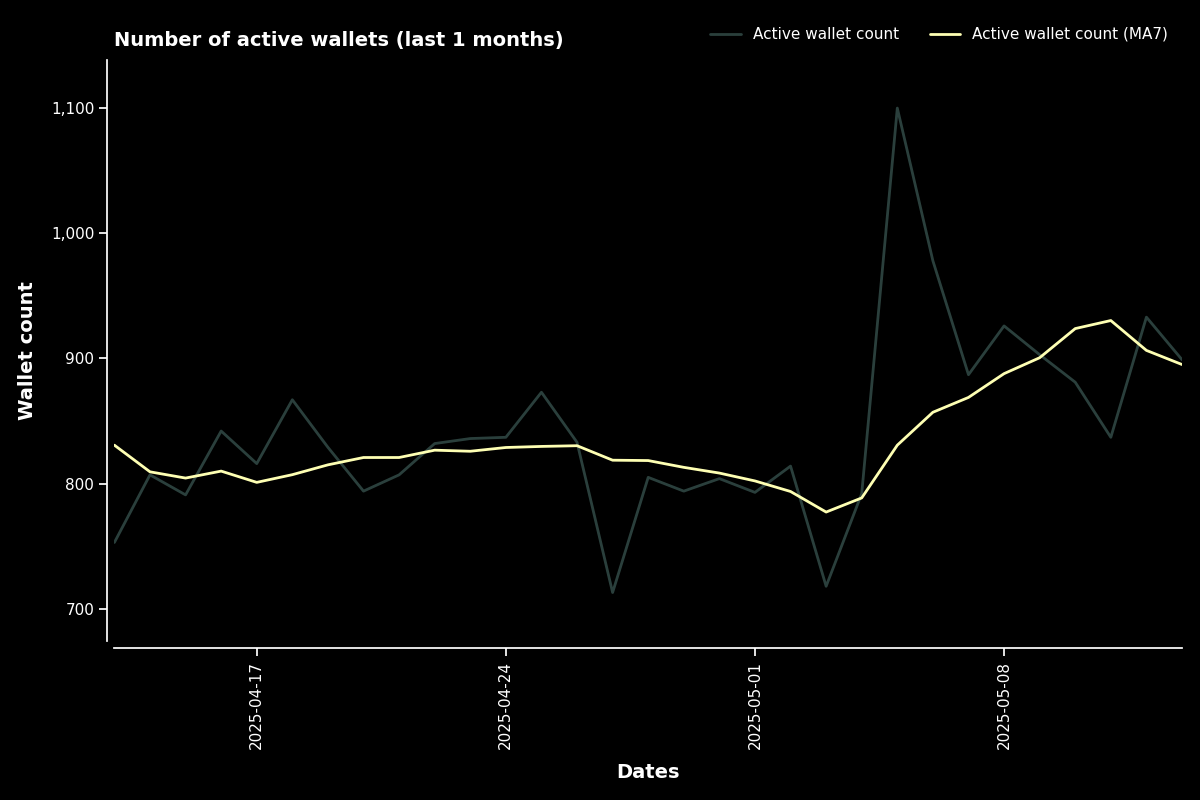 Number of active wallets (last 1 months)
Active wallet count
Active wallet count (MA7)
Wallet count
1,100
1,000
900
800
700
2025-04-17
2025-04-24
2025-05-01
2025-05-08
Dates